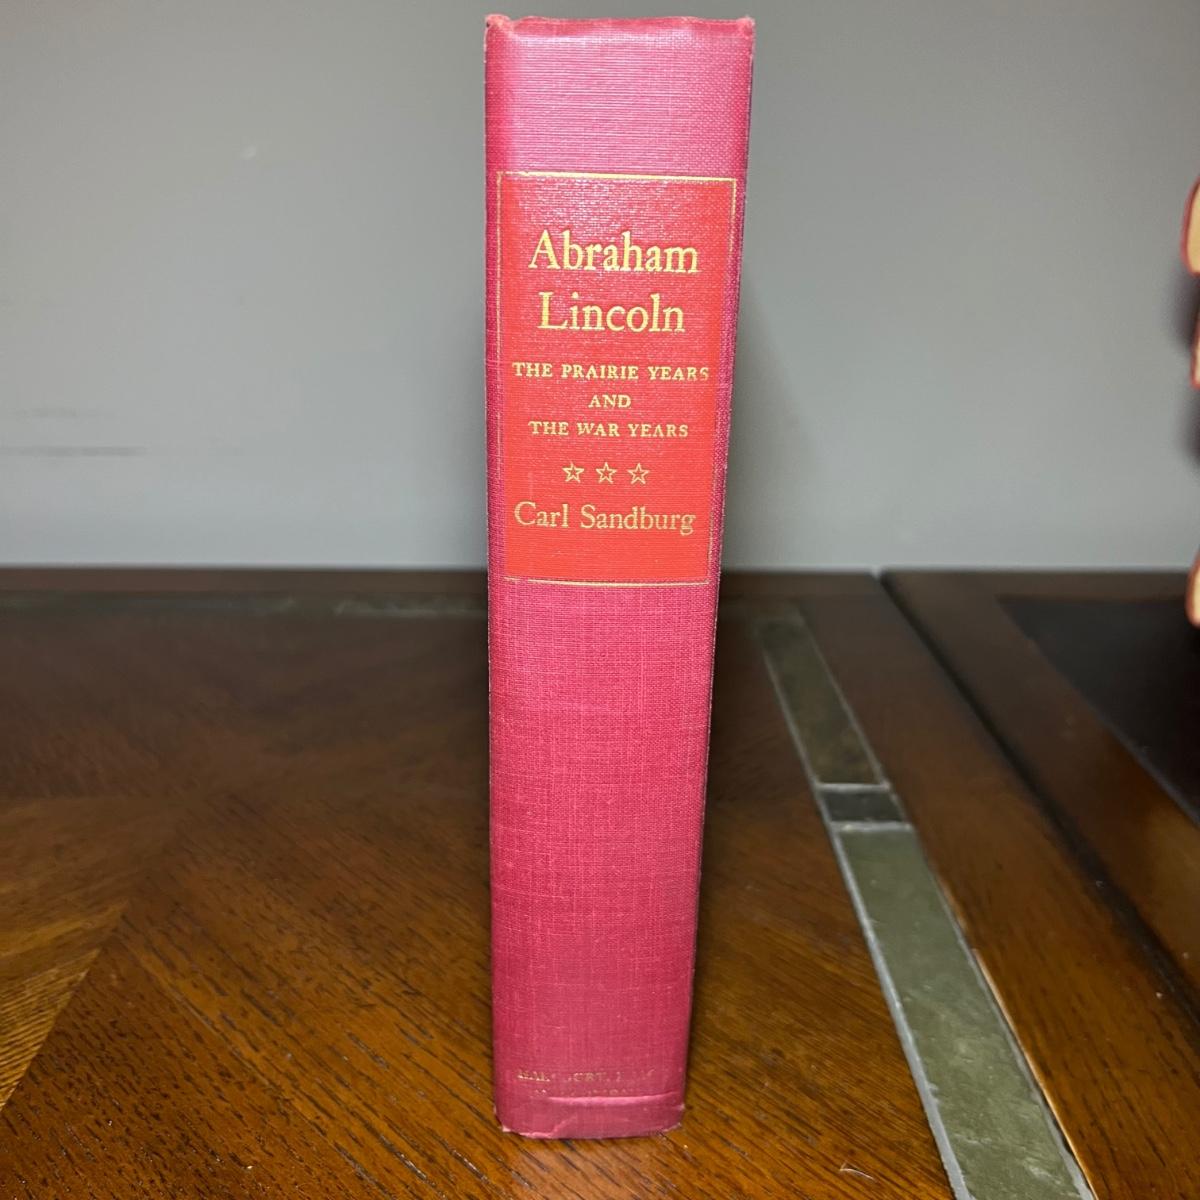 Abraham
Lincoln
THE PRAIRIE YEARS
AND
THE WAR YEARS
☆ ☆ ☆
Carl Sandburg